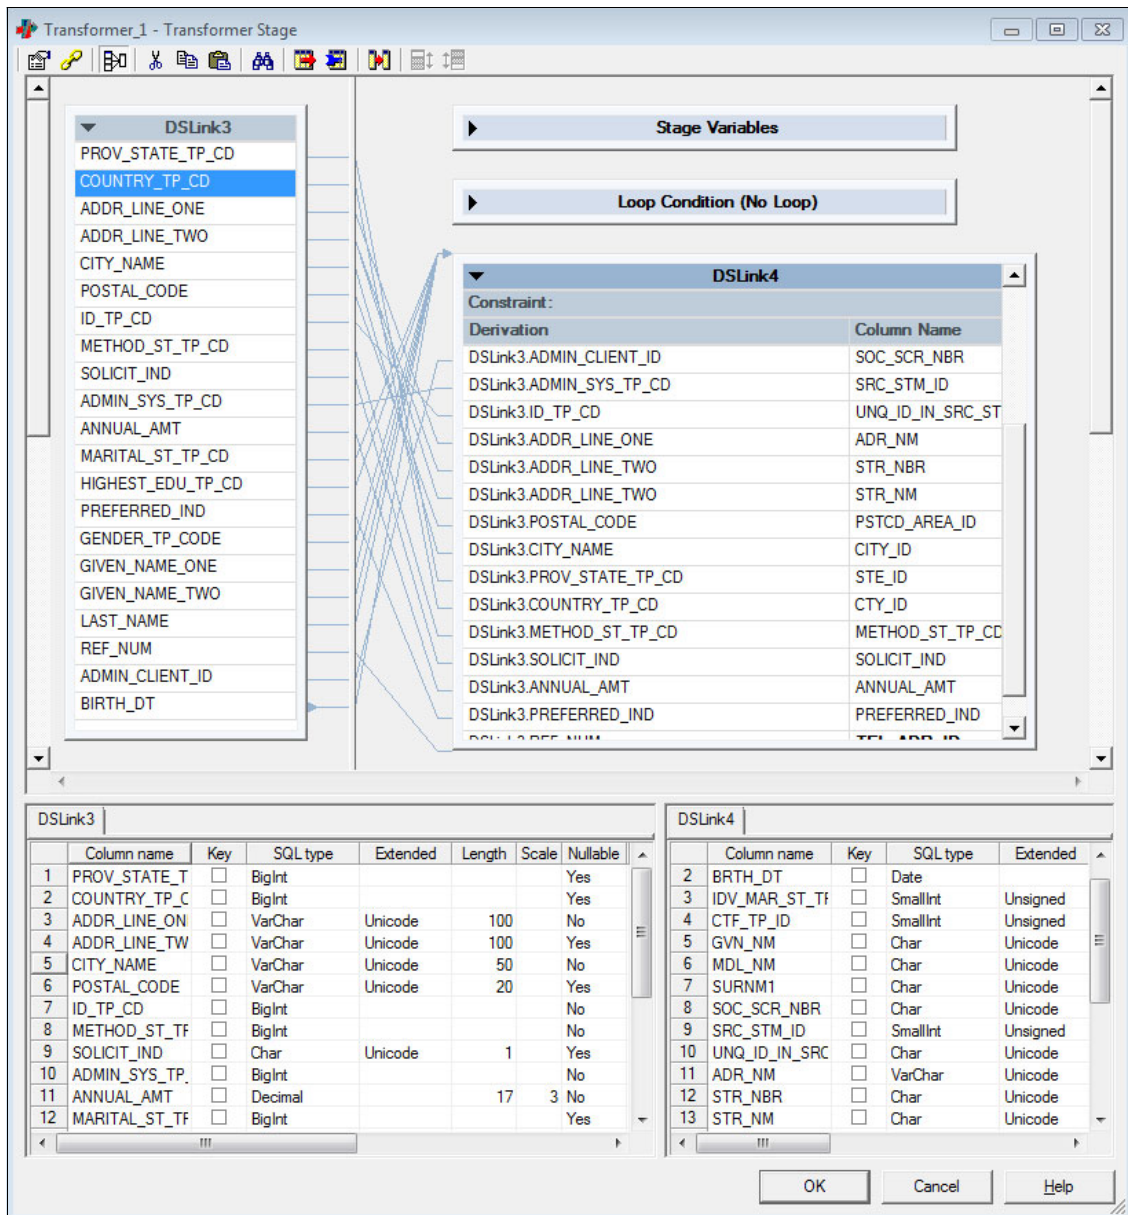 Transformer_1 - Transformer Stage
DSLink3
PROV_STATE_TP_CD
COUNTRY_TP_CD
ADDR_LINE_ONE
ADDR_LINE_TWO
CITY_NAME
POSTAL_CODE
ID_TP_CD
METHOD_ST_TP_CD
SOLICIT_IND
ADMIN_SYS_TP_CD
ANNUAL_AMT
MARITAL_ST_TP_CD
HIGHEST_EDU_TP_CD
PREFERRED_IND
GENDER_TP_CODE
GIVEN_NAME_ONE
GIVEN_NAME_TWO
LAST_NAME
REF_NUM
ADMIN_CLIENT_ID
BIRTH_DT
Stage Variables
Loop Condition (No Loop)
DSLink4
Constraint:
Derivation Column Name
DSLink3.ADMIN_CLIENT_ID SOC_SCR_NBR
DSLink3.ADMIN_SYS_TP_CD SRC_STM_ID
DSLink3.ID_TP_CD UNQ_ID_IN_SRC_ST
DSLink3.ADDR_LINE_ONE ADR_NM
DSLink3.ADDR_LINE_TWO STR_NBR
DSLink3.ADDR_LINE_TWO STR_NM
DSLink3.POSTAL_CODE PSTCD_AREA_ID
DSLink3.CITY_NAME CITY_ID
DSLink3.PROV_STATE_TP_CD STE_ID
DSLink3.COUNTRY_TP_CD CTY_ID
DSLink3.METHOD_ST_TP_CD METHOD_ST_TP_CD
DSLink3.SOLICIT_IND SOLICIT_IND
DSLink3.ANNUAL_AMT ANNUAL_AMT
DSLink3.PREFERRED_IND PREFERRED_IND
DSLink3.REF_NUM TEL_ADR_ID
DSLink3
Column name Key SQL type Extended Length Scale Nullable
1 PROV_STATE_T BigInt Yes
2 COUNTRY_TP_C BigInt Yes
3 ADDR_LINE_ON VarChar Unicode 100 No
4 ADDR_LINE_TW VarChar Unicode 100 Yes
5 CITY_NAME VarChar Unicode 50 No
6 POSTAL_CODE VarChar Unicode 20 Yes
7 ID_TP_CD BigInt No
8 METHOD_ST_TF BigInt No
9 SOLICIT_IND Char Unicode 1 Yes
10 ADMIN_SYS_TP_ BigInt No
11 ANNUAL_AMT Decimal 17 3 No
12 MARITAL_ST_TF BigInt Yes
DSLink4
Column name Key SQL type Extended
2 BRTH_DT Date
3 IDV_MAR_ST_TF SmallInt Unsigned
4 CTF_TP_ID SmallInt Unsigned
5 GVN_NM Char Unicode
6 MDL_NM Char Unicode
7 SURNM1 Char Unicode
8 SOC_SCR_NBR Char Unicode
9 SRC_STM_ID SmallInt Unsigned
10 UNQ_ID_IN_SRC Char Unicode
11 ADR_NM VarChar Unicode
12 STR_NBR Char Unicode
13 STR_NM Char Unicode
OK Cancel Help